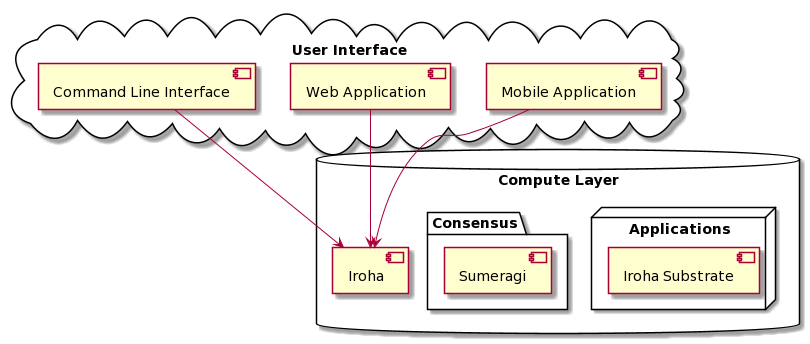 User Interface
Command Line Interface
Web Application
Mobile Application
Compute Layer
Consensus
Applications
Iroha
Sumeragi
Iroha Substrate